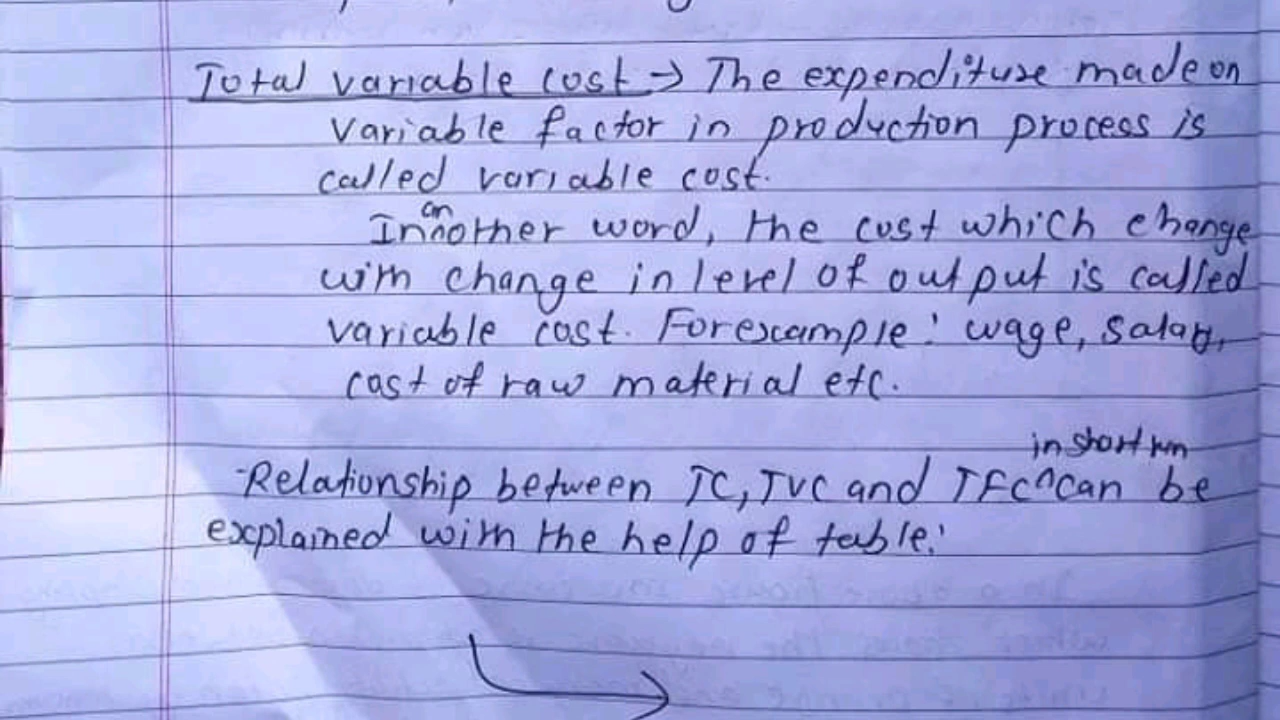 Total variable cost → The expenditure made on
variable factor in production process is
called variable cost.
an
In^nother word, the cost which change
with change in level of output is called
variable cost. For example: wage, salary,
cost of raw material etc.
in short run
-Relationship between TC, TVC and TFC^can be
explained with the help of table: